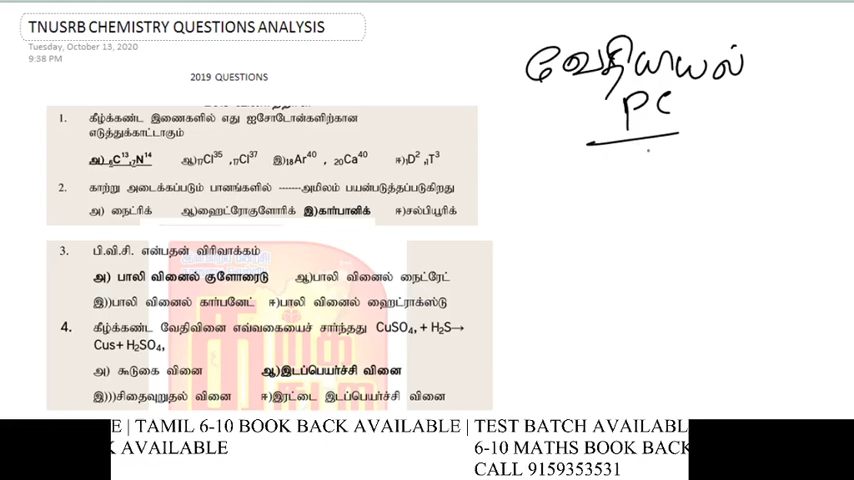 TNUSRB CHEMISTRY QUESTIONS ANALYSIS
Tuesday, October 13, 2020
9:38 PM
வேதியியல்
PC
2019 QUESTIONS
1. கீழ்க்கண்ட இணைகளில் எது ஐசோடோன்களிற்கான
எடுத்துக்காட்டாகும்
அ) ₆C¹³,₇N¹⁴ ஆ)₁₇Cl³⁵ ,₁₇Cl³⁷ இ)₁₈Ar⁴⁰ , ₂₀Ca⁴⁰ ஈ)₁D²,₁T³
2. காற்று அடைக்கப்படும் பானங்களில் -------அமிலம் பயன்படுத்தப்படுகிறது
அ) நைட்ரிக் ஆ)ஹைட்ரோகுளோரிக் இ)கார்பானிக் ஈ)சல்பியூரிக்
3. பி.வி.சி. என்பதன் விரிவாக்கம்
அ) பாலி வினைல் குளோரைடு ஆ)பாலி வினைல் நைட்ரேட்
இ))பாலி வினைல் கார்பனேட் ஈ)பாலி வினைல் ஹைட்ராக்ஸ்டு
4. கீழ்க்கண்ட வேதிவினை எவ்வகையைச் சார்ந்தது CuSO₄, + H₂S→
Cus+ H₂SO₄,
அ) கூடுகை வினை ஆ)இடப்பெயர்ச்சி வினை
இ)))சிதைவுறுதல் வினை ஈ)இரட்டை இடப்பெயர்ச்சி வினை
E | TAMIL 6-10 BOOK BACK AVAILABLE | TEST BATCH AVAILABL
K AVAILABLE 6-10 MATHS BOOK BACK
CALL 9159353531